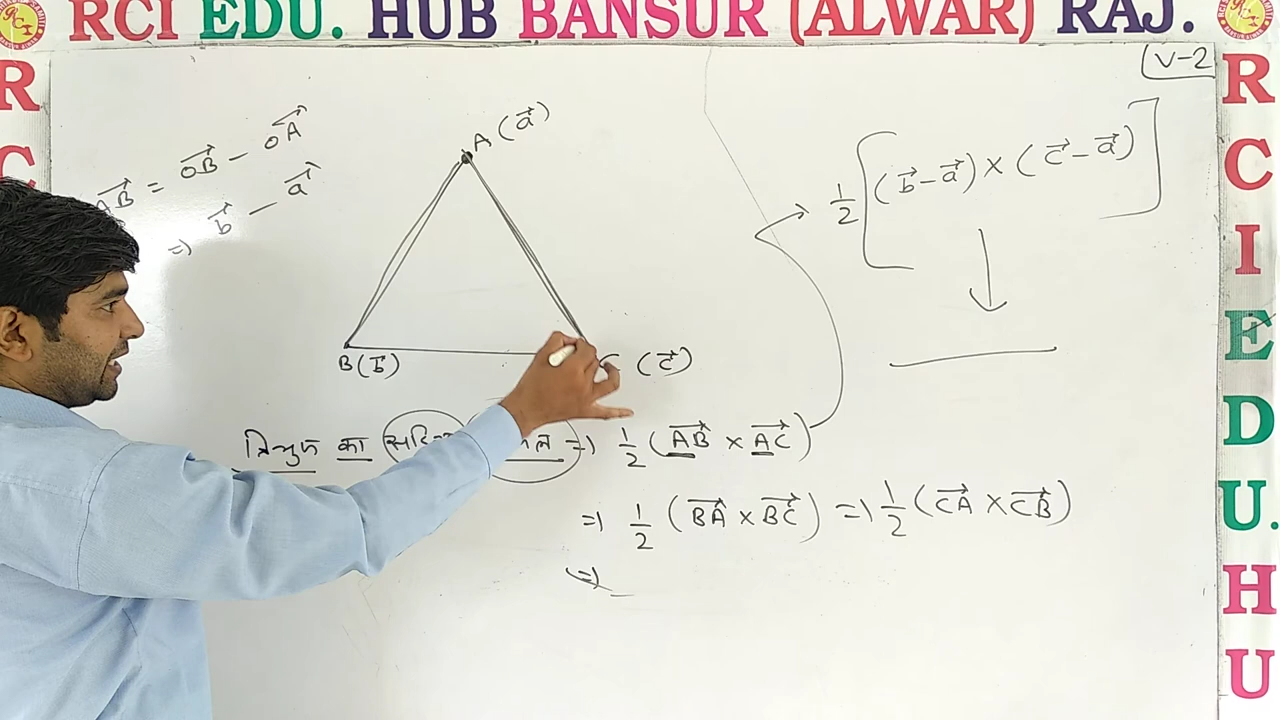 RCI EDU. HUB BANSUR (ALWAR) RAJ.
V-2
R
C
R
C
I
E
D
U.
H
U
AB⃗ = OB⃗ - OA⃗
⇒ b⃗ - a⃗
A (a⃗)
B (b⃗)
(c⃗)
1/2 [(b⃗ - a⃗) × (c⃗ - a⃗)]
त्रिभुज का ⇒ 1/2 (AB⃗ × AC⃗)
⇒ 1/2 (BA⃗ × BC⃗) ⇒ 1/2 (CA⃗ × CB⃗)
⇒